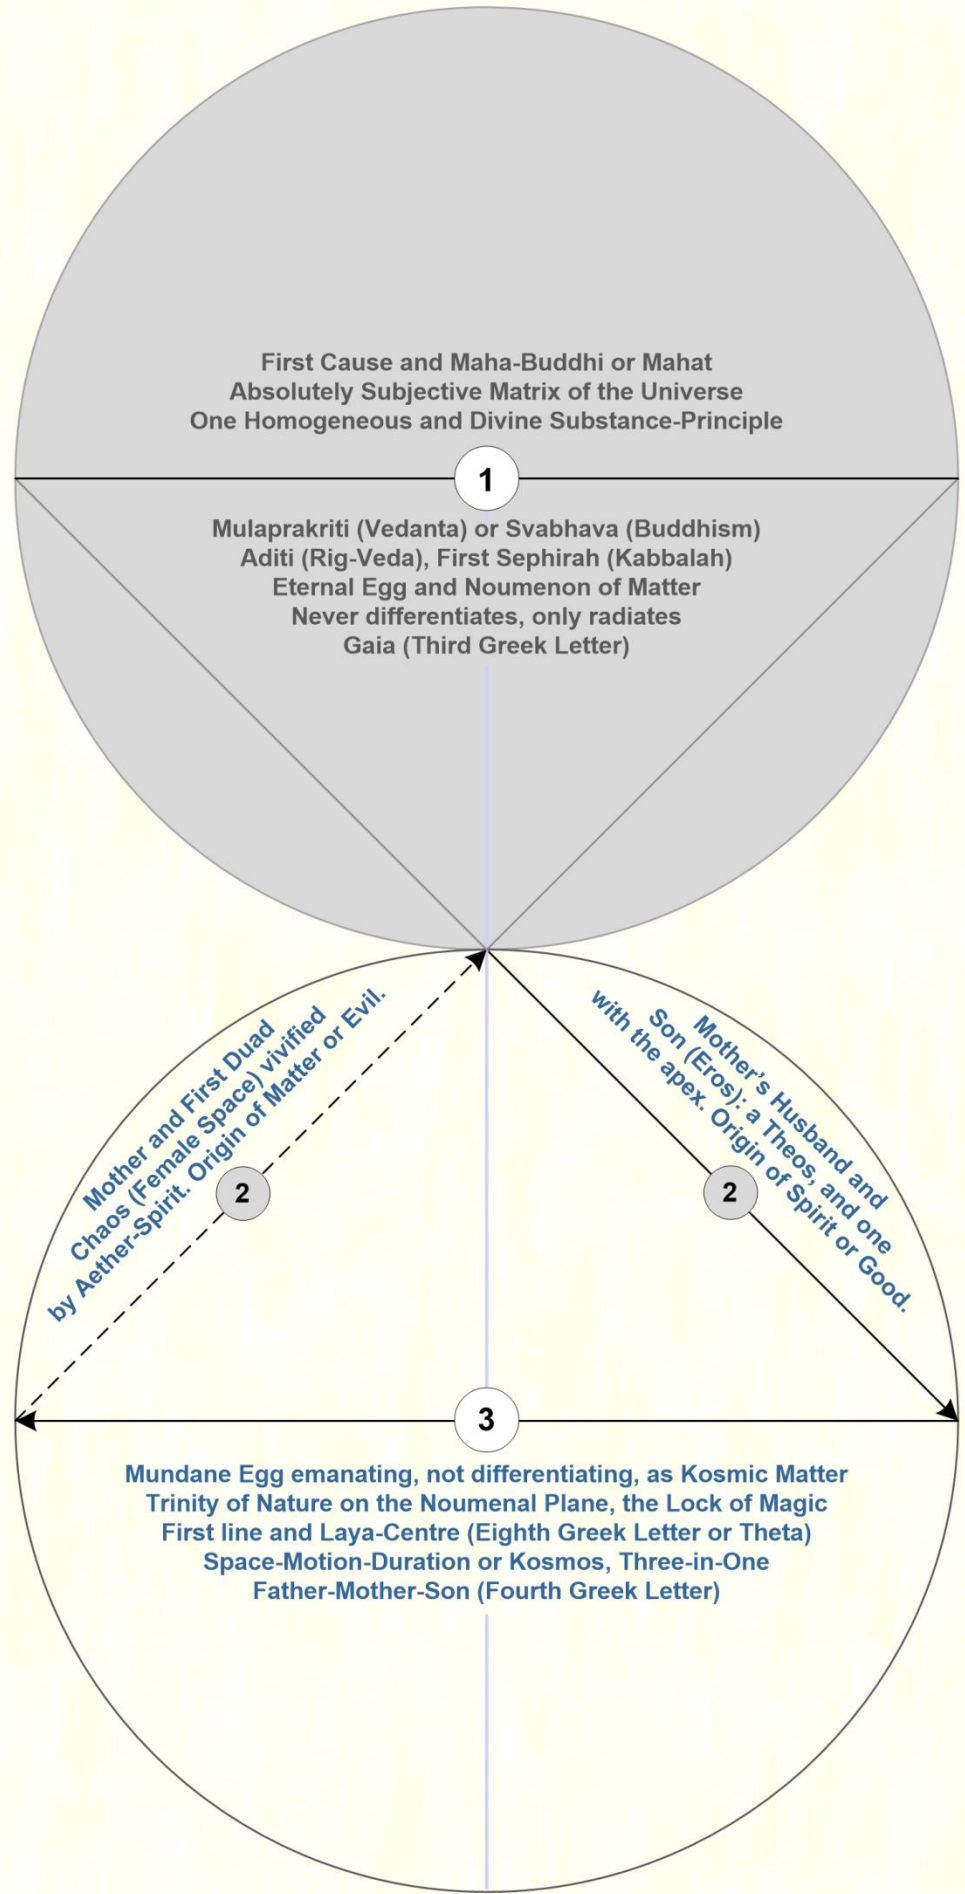 First Cause and Maha-Buddhi or Mahat
Absolutely Subjective Matrix of the Universe
One Homogeneous and Divine Substance-Principle
1
Mulaprakriti (Vedanta) or Svabhava (Buddhism)
Aditi (Rig-Veda), First Sephirah (Kabbalah)
Eternal Egg and Noumenon of Matter
Never differentiates, only radiates
Gaia (Third Greek Letter)
Mother and First Duad
Chaos (Female Space) vivified
by Aether-Spirit. Origin of Matter or Evil.
2
Mother's Husband and
Son (Eros): a Theos, and one
with the apex. Origin of Spirit or Good.
2
3
Mundane Egg emanating, not differentiating, as Kosmic Matter
Trinity of Nature on the Noumenal Plane, the Lock of Magic
First line and Laya-Centre (Eighth Greek Letter or Theta)
Space-Motion-Duration or Kosmos, Three-in-One
Father-Mother-Son (Fourth Greek Letter)